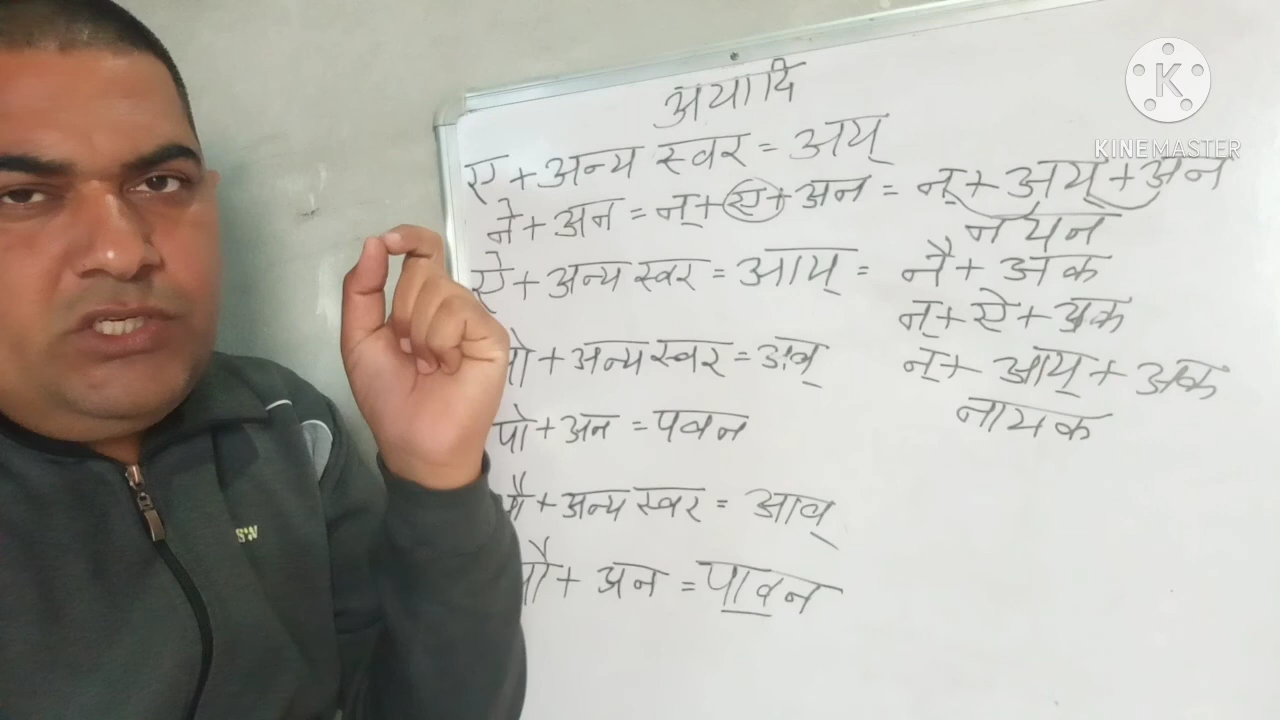 अयादि
ए + अन्य स्वर = अय्
ने + अन = न् + ए + अन = न् + अय् + अन
नयन
ऐ + अन्य स्वर = आय् = नै + अक
न् + ऐ + अक
न् + आय् + अक
नायक
ओ + अन्य स्वर = अव्
पो + अन = पवन
औ + अन्य स्वर = आव्
पौ + अन = पावन
SW
K
KINEMASTER